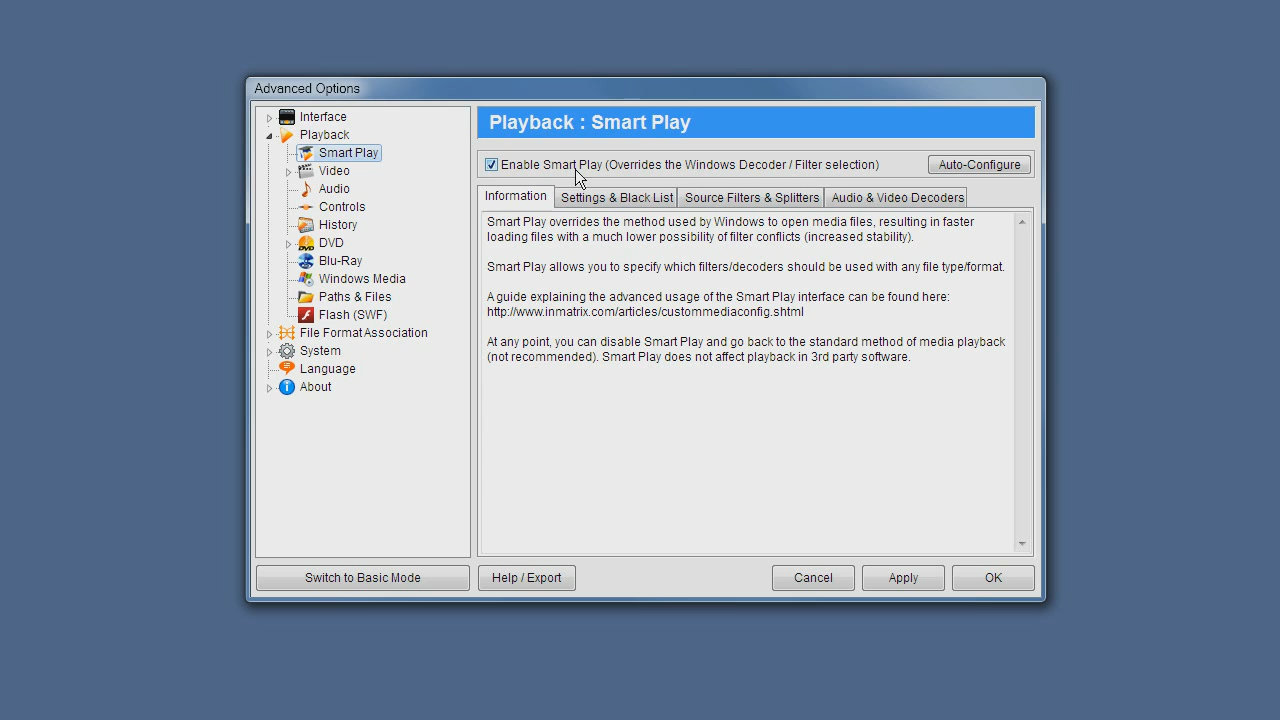 Advanced Options
Interface
Playback
Smart Play
Video
Audio
Controls
History
DVD
Blu-Ray
Windows Media
Paths & Files
Flash (SWF)
File Format Association
System
Language
About
Switch to Basic Mode
Playback : Smart Play
Enable Smart Play (Overrides the Windows Decoder / Filter selection)
Auto-Configure
Information
Settings & Black List
Source Filters & Splitters
Audio & Video Decoders
Smart Play overrides the method used by Windows to open media files, resulting in faster
loading files with a much lower possibility of filter conflicts (increased stability).
Smart Play allows you to specify which filters/decoders should be used with any file type/format.
A guide explaining the advanced usage of the Smart Play interface can be found here:
http://www.inmatrix.com/articles/custommediaconfig.shtml
At any point, you can disable Smart Play and go back to the standard method of media playback
(not recommended). Smart Play does not affect playback in 3rd party software.
Help / Export
Cancel
Apply
OK